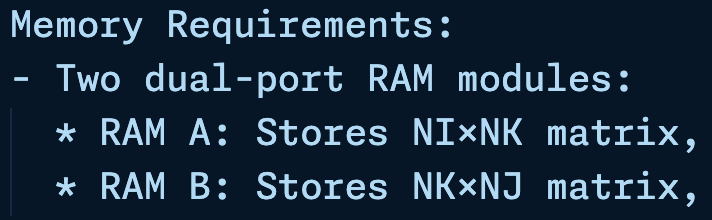 Memory Requirements:
- Two dual-port RAM modules:
* RAM A: Stores NI×NK matrix,
* RAM B: Stores NK×NJ matrix,